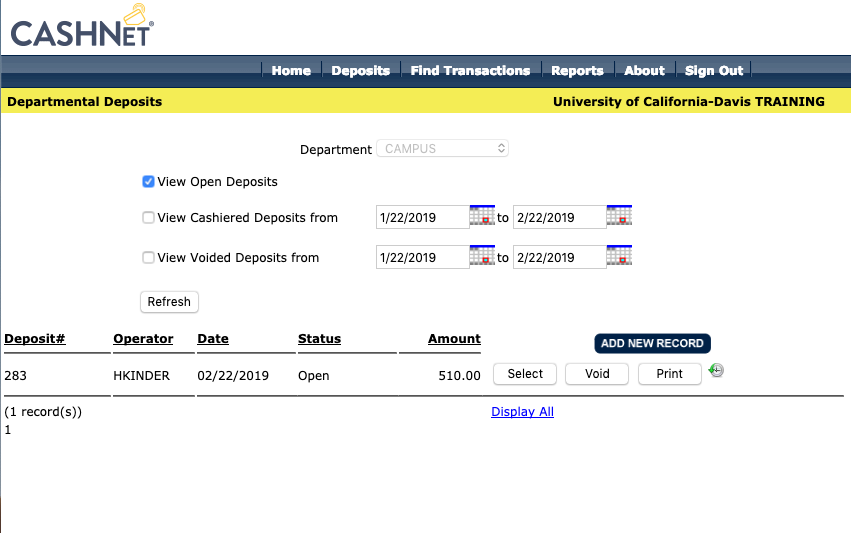 CASHNET®
Home Deposits Find Transactions Reports About Sign Out
Departmental Deposits University of California-Davis TRAINING
Department CAMPUS
View Open Deposits
View Cashiered Deposits from 1/22/2019 to 2/22/2019
View Voided Deposits from 1/22/2019 to 2/22/2019
Refresh
Deposit# Operator Date Status Amount ADD NEW RECORD
283 HKINDER 02/22/2019 Open 510.00 Select Void Print
(1 record(s)) Display All
1